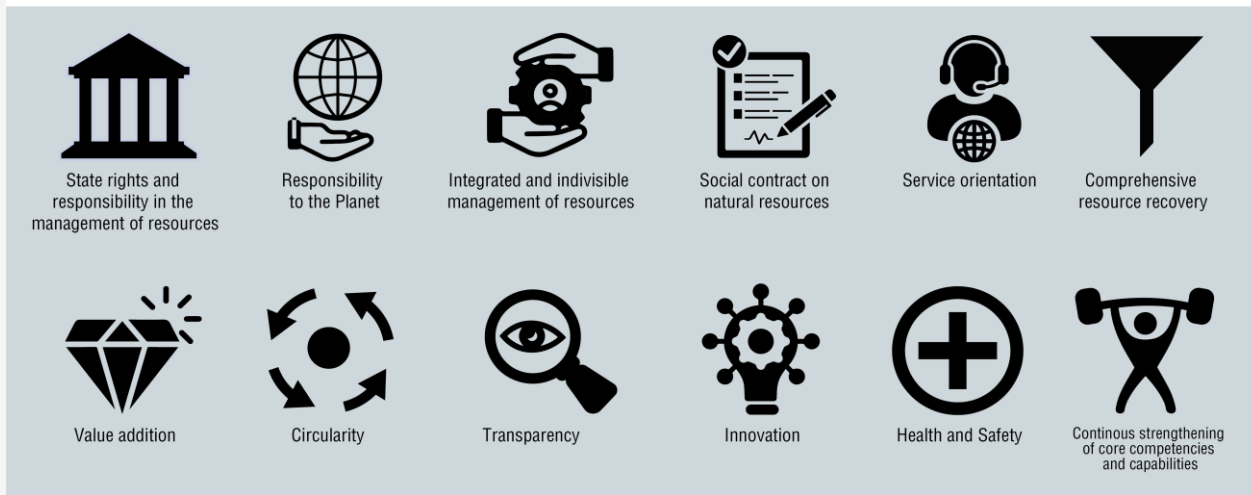 State rights and
responsibility in the
management of resources
Responsibility
to the Planet
Integrated and indivisible
management of resources
Social contract on
natural resources
Service orientation
Comprehensive
resource recovery
Value addition
Circularity
Transparency
Innovation
Health and Safety
Continous strengthening
of core competencies
and capabilities